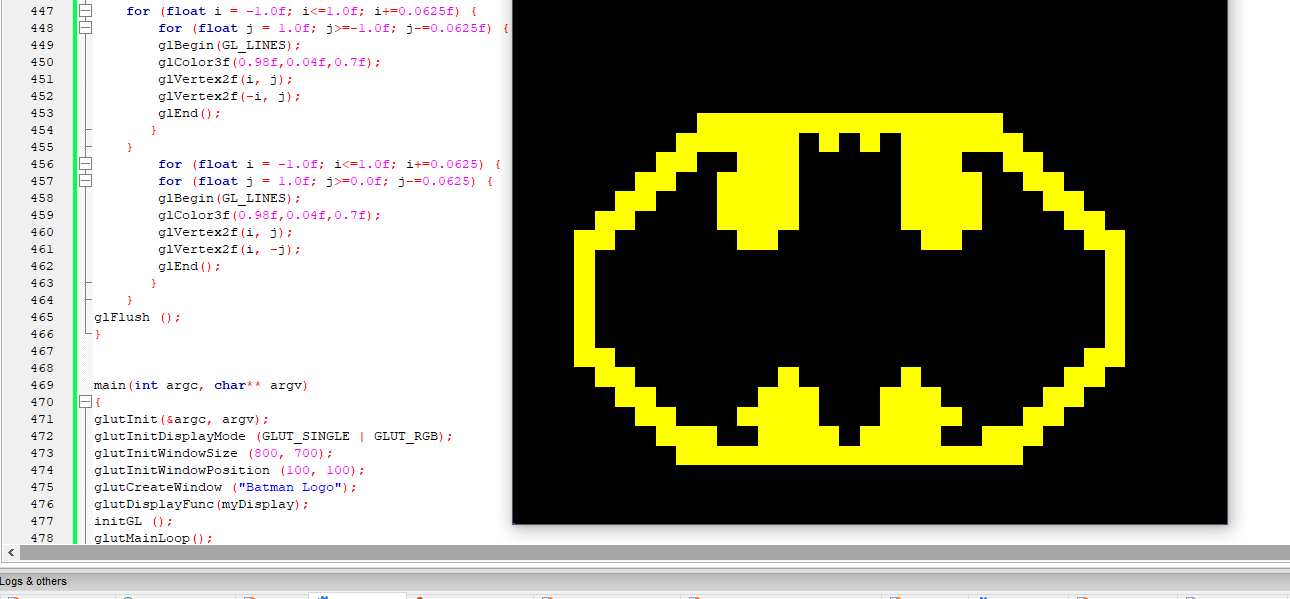 447 for (float i = -1.0f; i<=1.0f; i+=0.0625f) {
448 for (float j = 1.0f; j>=-1.0f; j-=0.0625f) {
449 glBegin(GL_LINES);
450 glColor3f(0.98f,0.04f,0.7f);
451 glVertex2f(i, j);
452 glVertex2f(-i, j);
453 glEnd();
454 }
455 }
456 for (float i = -1.0f; i<=1.0f; i+=0.0625) {
457 for (float j = 1.0f; j>=0.0f; j-=0.0625) {
458 glBegin(GL_LINES);
459 glColor3f(0.98f,0.04f,0.7f);
460 glVertex2f(i, j);
461 glVertex2f(i, -j);
462 glEnd();
463 }
464 }
465 glFlush ();
466 }
467
468
469 main(int argc, char** argv)
470 {
471 glutInit(&argc, argv);
472 glutInitDisplayMode (GLUT_SINGLE | GLUT_RGB);
473 glutInitWindowSize (800, 700);
474 glutInitWindowPosition (100, 100);
475 glutCreateWindow ("Batman Logo");
476 glutDisplayFunc(myDisplay);
477 initGL ();
478 glutMainLoop();
Logs & others